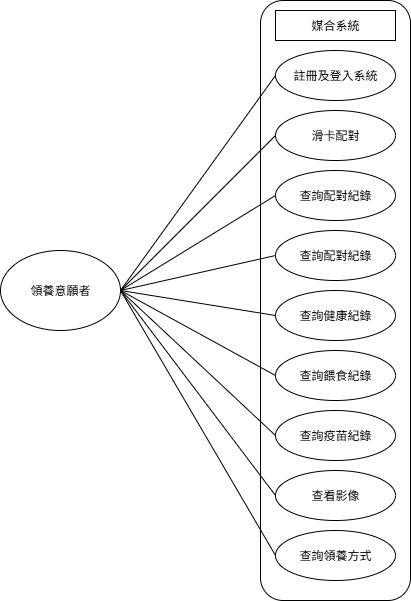 媒合系統
註冊及登入系統
滑卡配對
查詢配對紀錄
查詢配對紀錄
領養意願者
查詢健康紀錄
查詢餵食紀錄
查詢疫苗紀錄
查看影像
查詢領養方式